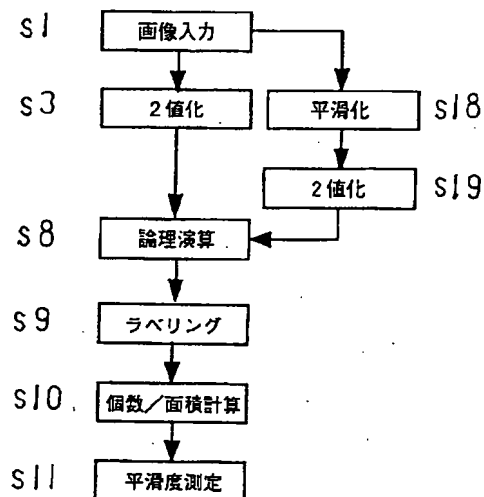 S1 画像入力
S3 2値化 平滑化 S18
2値化 S19
S8 論理演算
S9 ラベリング
S10 個数/面積計算
S11 平滑度測定